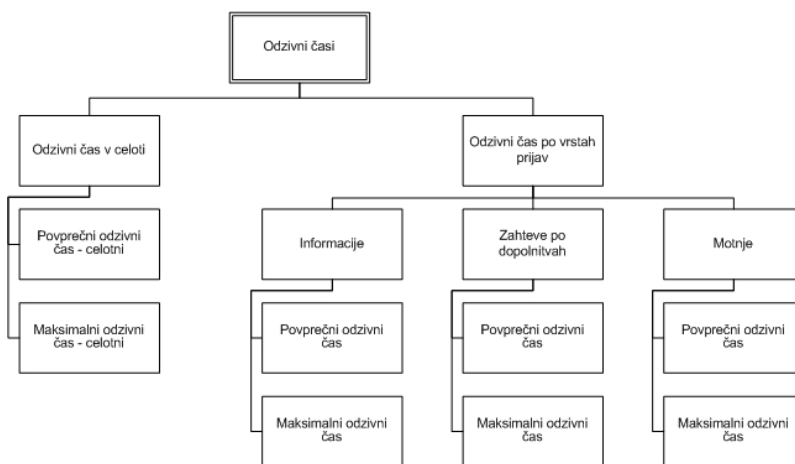 Odzivni časi
Odzivni čas v celoti
Odzivni čas po vrstah
prijav
Povprečni odzivni
čas - celotni
Maksimalni odzivni
čas - celotni
Informacije
Zahteve po
dopolnitvah
Motnje
Povprečni odzivni
čas
Povprečni odzivni
čas
Povprečni odzivni
čas
Maksimalni odzivni
čas
Maksimalni odzivni
čas
Maksimalni odzivni
čas